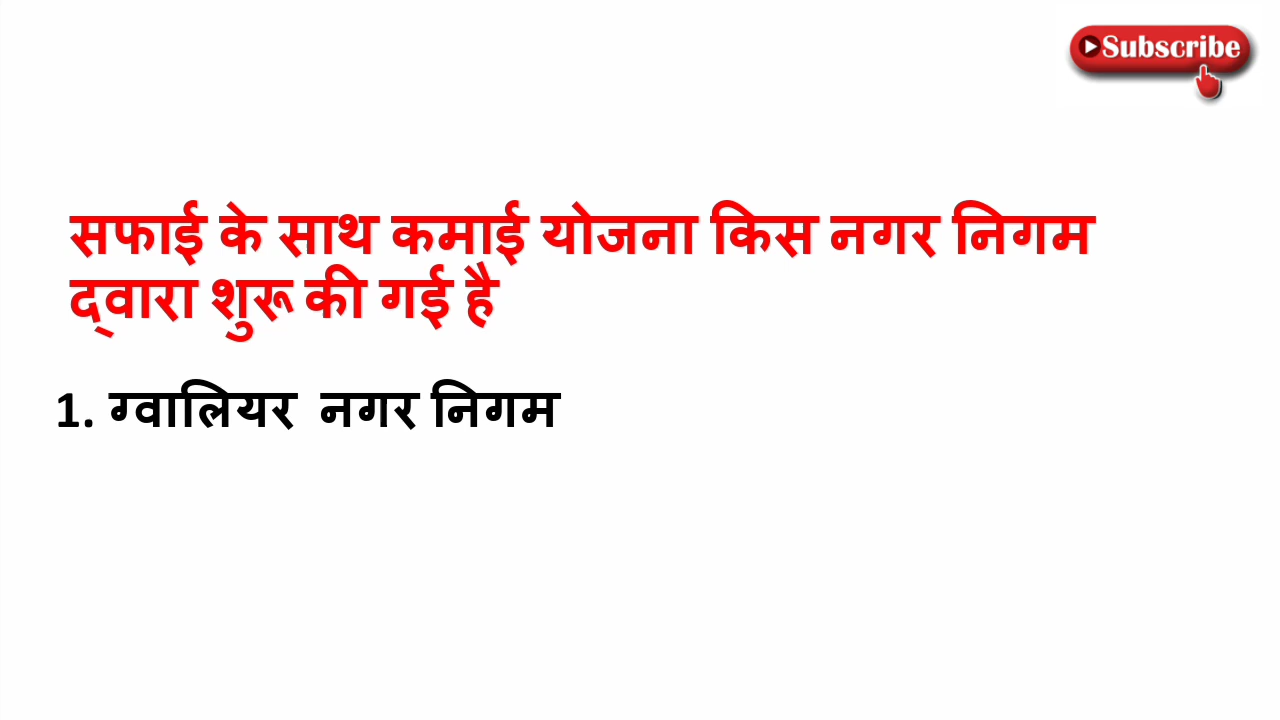 Subscribe
सफाई के साथ कमाई योजना किस नगर निगम
द्वारा शुरू की गई है
1. ग्वालियर नगर निगम